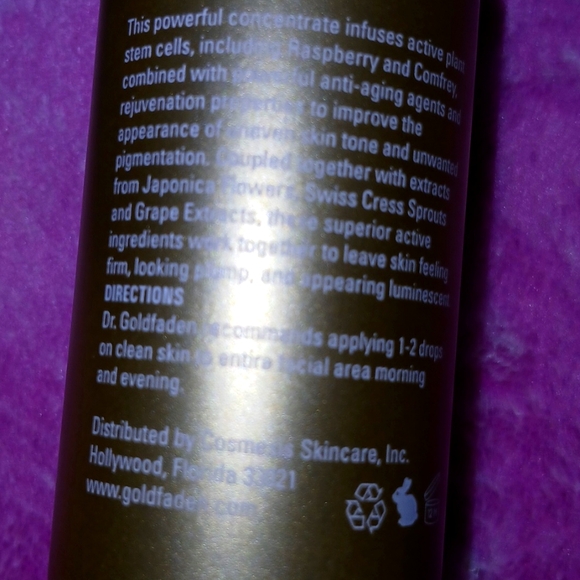 This powerful concentrate infuses active plant
stem cells, including Raspberry and Comfrey,
combined with powerful anti-aging agents and
rejuvenation properties to improve the
appearance of uneven skin tone and unwanted
pigmentation. Coupled together with extracts
from Japonica Flowers, Swiss Cress Sprouts
and Grape Extracts, these superior active
ingredients work together to leave skin feeling
firm, looking plump, and appearing luminescent
DIRECTIONS
Dr. Goldfaden recommends applying 1-2 drops
on clean skin to entire facial area morning
and evening.
Distributed by Cosmesis Skincare, Inc.
Hollywood, Florida 33021
www.goldfaden.com